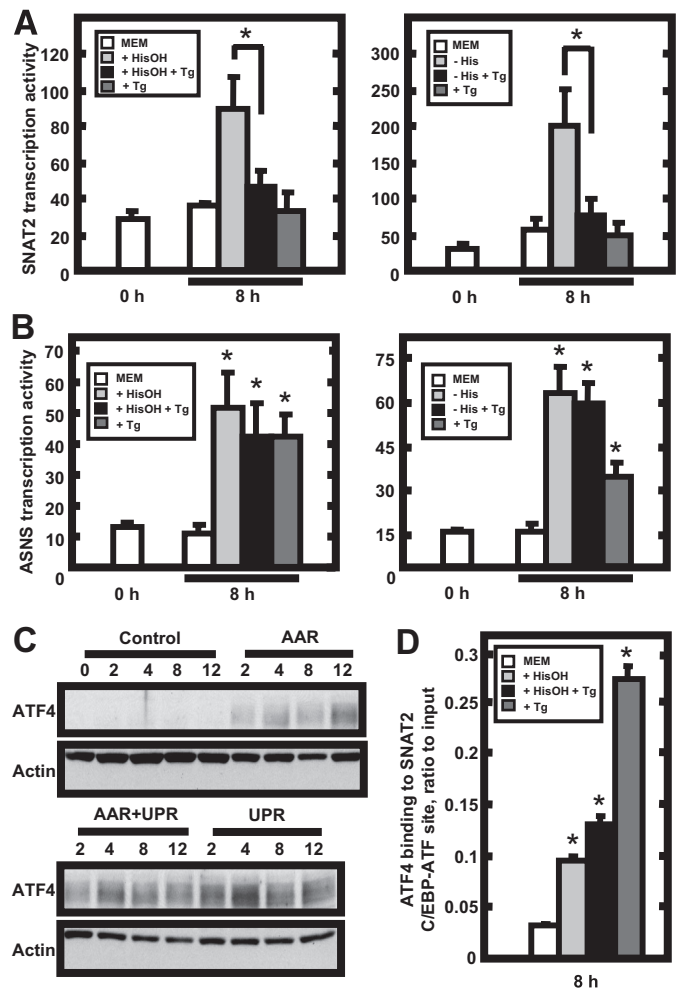 A
SNAT2 transcription activity
120
100
80
60
40
20
0
MEM
+ HisOH
+ HisOH + Tg
+ Tg
*
0 h
8 h
300
250
200
150
100
50
0
MEM
- His
- His + Tg
+ Tg
*
0 h
8 h
B
ASNS transcription activity
70
60
50
40
30
20
10
0
MEM
+ HisOH
+ HisOH + Tg
+ Tg
* * *
0 h
8 h
75
60
45
30
15
0
MEM
- His
- His + Tg
+ Tg
* * *
0 h
8 h
C
Control AAR
0 2 4 8 12 2 4 8 12
ATF4
Actin
AAR+UPR UPR
2 4 8 12 2 4 8 12
ATF4
Actin
D
ATF4 binding to SNAT2
C/EBP-ATF site, ratio to input
0.3
0.25
0.2
0.15
0.1
0.05
0
MEM
+ HisOH
+ HisOH + Tg
+ Tg
* * *
8 h